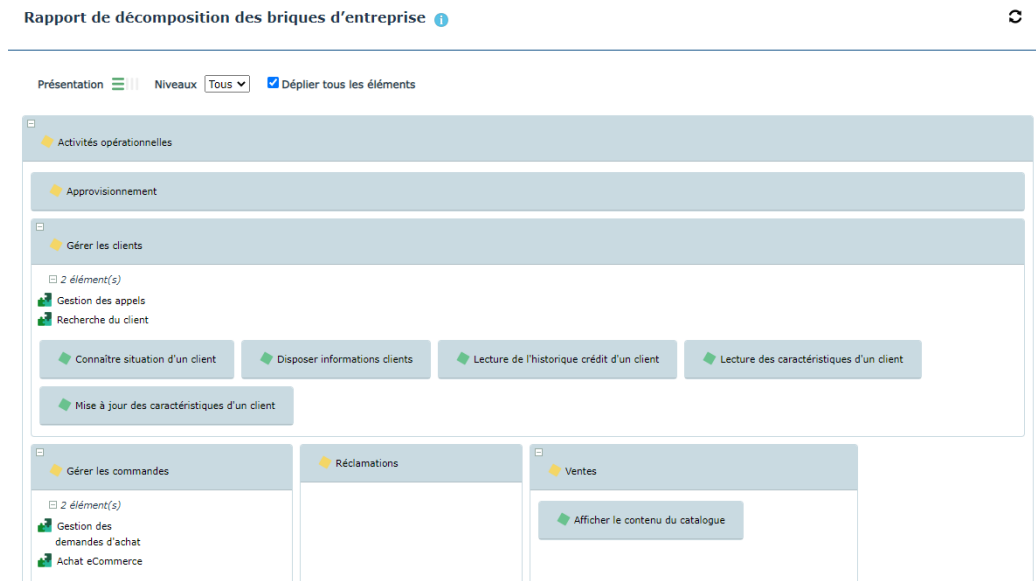 Rapport de décomposition des briques d'entreprise
Présentation Niveaux Tous Déplier tous les éléments
Activités opérationnelles
Approvisionnement
Gérer les clients
2 élément(s)
Gestion des appels
Recherche du client
Connaître situation d'un client Disposer informations clients Lecture de l'historique crédit d'un client Lecture des caractéristiques d'un client
Mise à jour des caractéristiques d'un client
Gérer les commandes
2 élément(s)
Gestion des
demandes d'achat
Achat eCommerce
Réclamations
Ventes
Afficher le contenu du catalogue